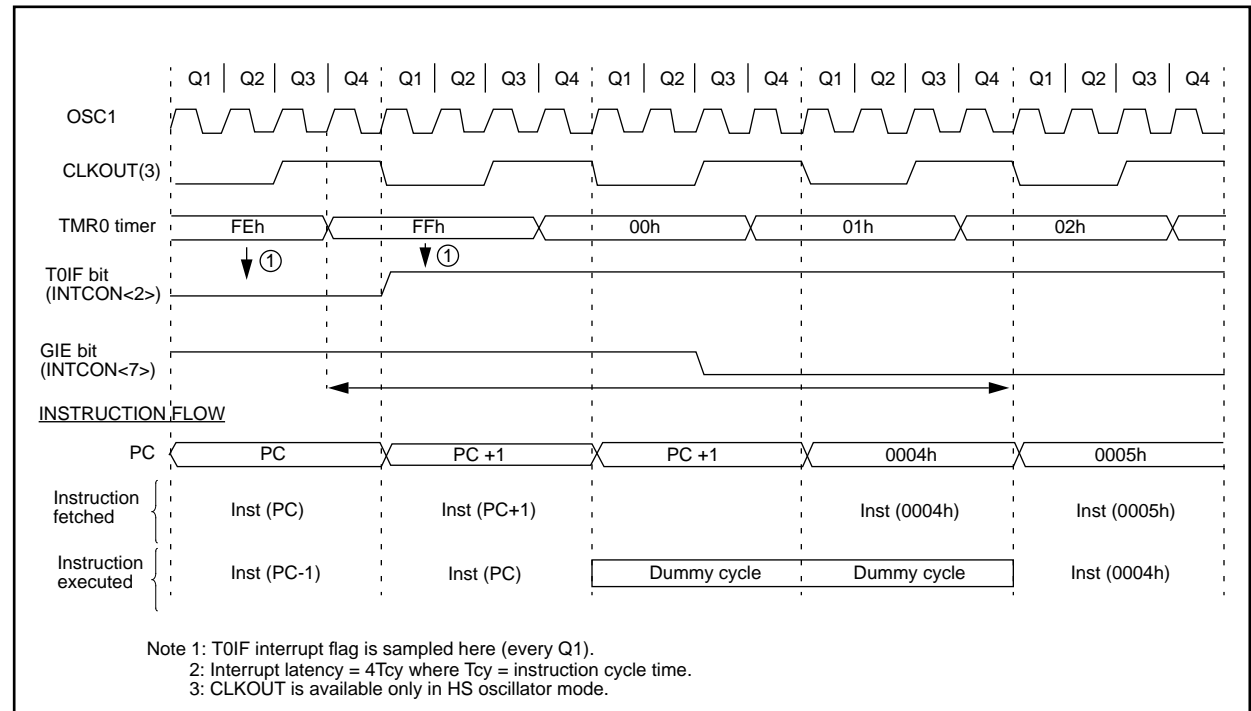 Q1 Q2 Q3 Q4 Q1 Q2 Q3 Q4 Q1 Q2 Q3 Q4 Q1 Q2 Q3 Q4 Q1 Q2 Q3 Q4
OSC1
CLKOUT(3)
TMR0 timer FEh FFh 00h 01h 02h
1 1
T0IF bit
(INTCON<2>)
GIE bit
(INTCON<7>)
INSTRUCTION FLOW
PC PC PC +1 PC +1 0004h 0005h
Instruction
fetched
Inst (PC) Inst (PC+1) Inst (0004h) Inst (0005h)
Instruction
executed
Inst (PC-1) Inst (PC) Dummy cycle Dummy cycle Inst (0004h)
Note 1: T0IF interrupt flag is sampled here (every Q1).
2: Interrupt latency = 4Tcy where Tcy = instruction cycle time.
3: CLKOUT is available only in HS oscillator mode.